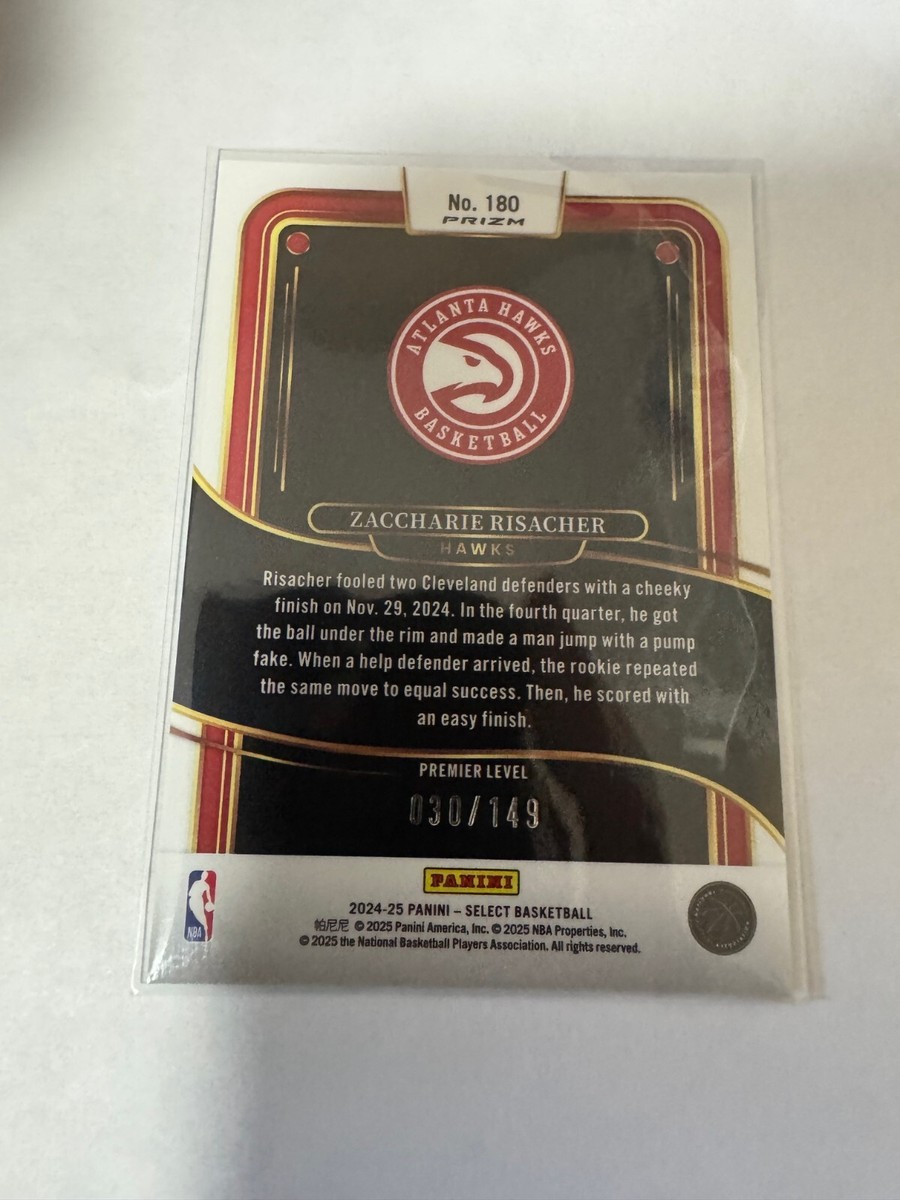 No. 180
PRIZM
ATLANTA HAWKS
BASKETBALL
ZACCHARIE RISACHER
HAWKS
Risacher fooled two Cleveland defenders with a cheeky
finish on Nov. 29, 2024. In the fourth quarter, he got
the ball under the rim and made a man jump with a pump
fake. When a help defender arrived, the rookie repeated
the same move to equal success. Then, he scored with
an easy finish.
PREMIER LEVEL
030/149
PANINI
NBA
2024-25 PANINI – SELECT BASKETBALL
帕尼尼 © 2025 Panini America, Inc. © 2025 NBA Properties, Inc.
© 2025 the National Basketball Players Association. All rights reserved.